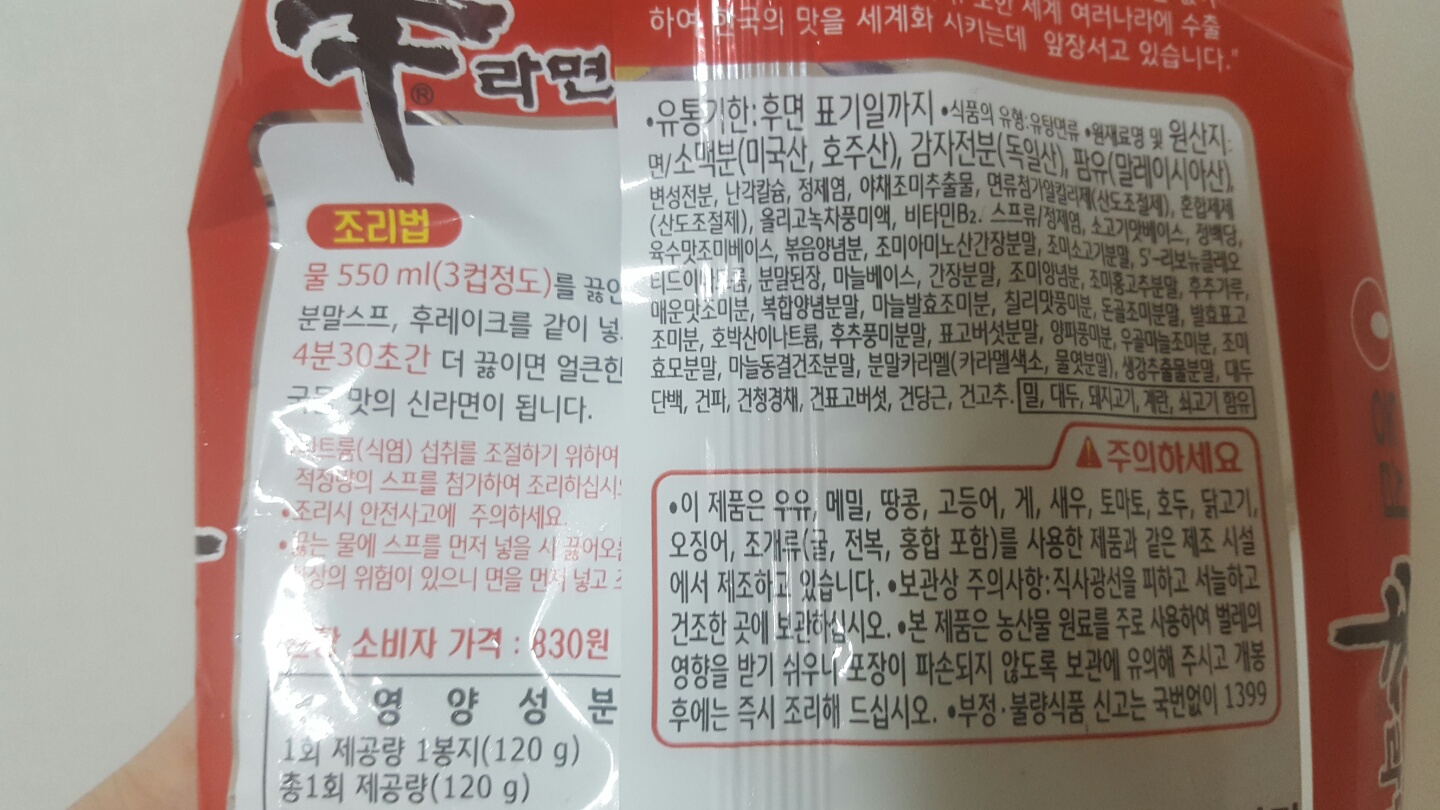 하여 한국의 맛을 세계화 시키는데 앞장서고 있습니다."
또한 세계 여러나라에 수출
라면
®
조리법
물 550 ml(3컵정도)를
분말스프, 후레이크를 같이
4분30초간 더 끓이면 얼큰한
맛의 신라면이 됩니다.
(식염) 섭취를 조절하기 위하여
적정량의 스프를 첨가하여
•조리시 안전사고에 주의하세요.
• 끓는 물에 스프를 먼저 넣을 시
위험이 있으니 면을 먼저 넣고
소비자 가격 : 830원
영 양 성 분
1회 제공량 1봉지(120 g)
총1회 제공량(120 g)
•유통기한:후면 표기일까지 •식품의 유형:유탕면류 •원재료명 및 원산지:
면/소맥분(미국산, 호주산), 감자전분(독일산), 팜유(말레이시아산),
변성전분, 난각칼슘, 정제염, 야채조미추출물, 면류첨가알칼리제(산도조절제), 혼합제제
(산도조절제), 올리고녹차풍미액, 비타민B₂. 스프류/정제염, 소고기맛베이스, 정백당,
육수맛조미베이스, 볶음양념분, 조미아미노산간장분말, 조미소고기분말, 5'-리보뉴클레오
티드이나트륨, 분말된장, 마늘베이스, 간장분말, 조미양념분, 조미홍고추분말, 후추가루,
매운맛조미분, 복합양념분말, 마늘발효조미분, 칠리맛풍미분, 돈골조미분말, 발효표고
조미분, 호박산이나트륨, 후추풍미분말, 표고버섯분말, 양파풍미분, 우골마늘조미분, 조미
효모분말, 마늘동결건조분말, 분말카라멜(카라멜색소, 물엿분말), 생강추출물분말, 대두
단백, 건파, 건청경채, 건표고버섯, 건당근, 건고추. 밀, 대두, 돼지고기, 계란, 쇠고기 함유
주의하세요
•이 제품은 우유, 메밀, 땅콩, 고등어, 게, 새우, 토마토, 호두, 닭고기,
오징어, 조개류(굴, 전복, 홍합 포함)를 사용한 제품과 같은 제조 시설
에서 제조하고 있습니다. •보관상 주의사항:직사광선을 피하고 서늘하고
건조한 곳에 보관하십시오. •본 제품은 농산물 원료를 주로 사용하여 벌레의
영향을 받기 쉬우니 포장이 파손되지 않도록 보관에 유의해 주시고 개봉
후에는 즉시 조리해 드십시오. •부정·불량식품 신고는 국번없이 1399